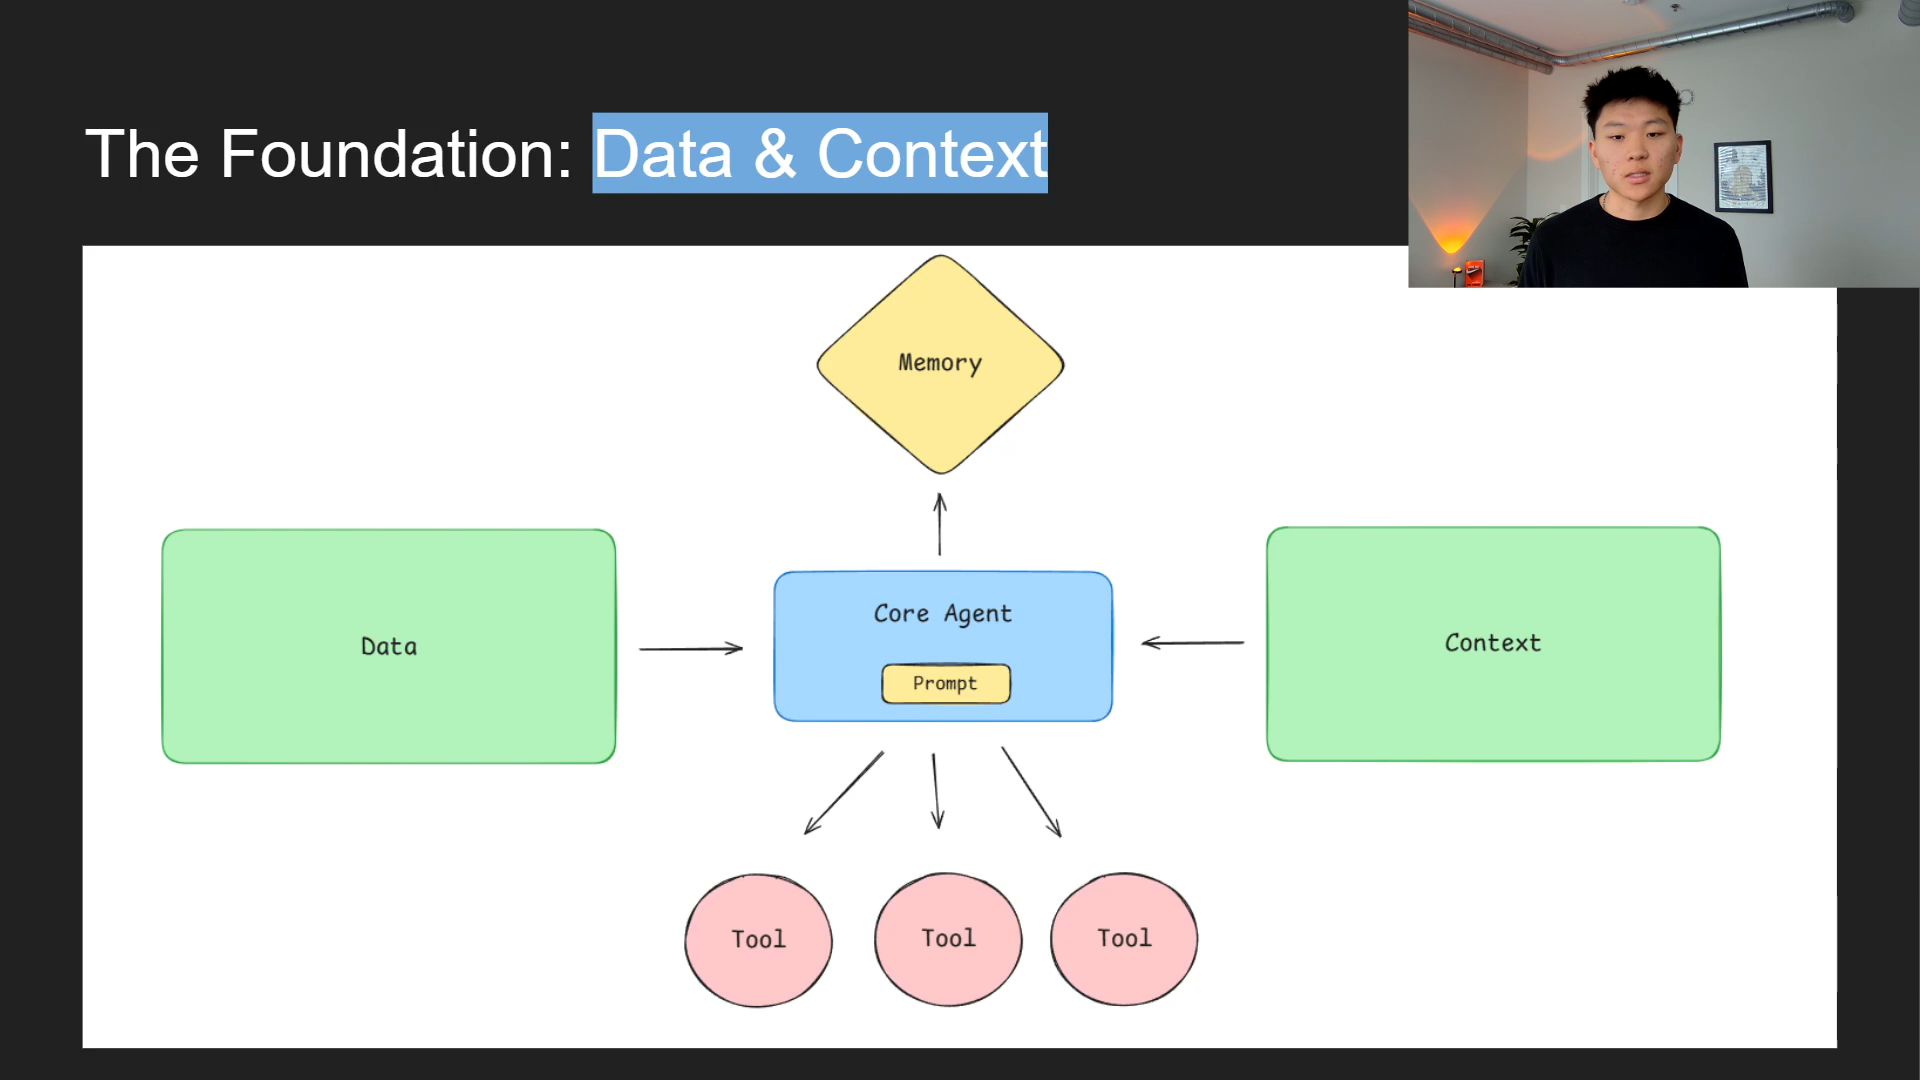 The Foundation: Data & Context
Memory
Data
Core Agent
Prompt
Context
Tool
Tool
Tool